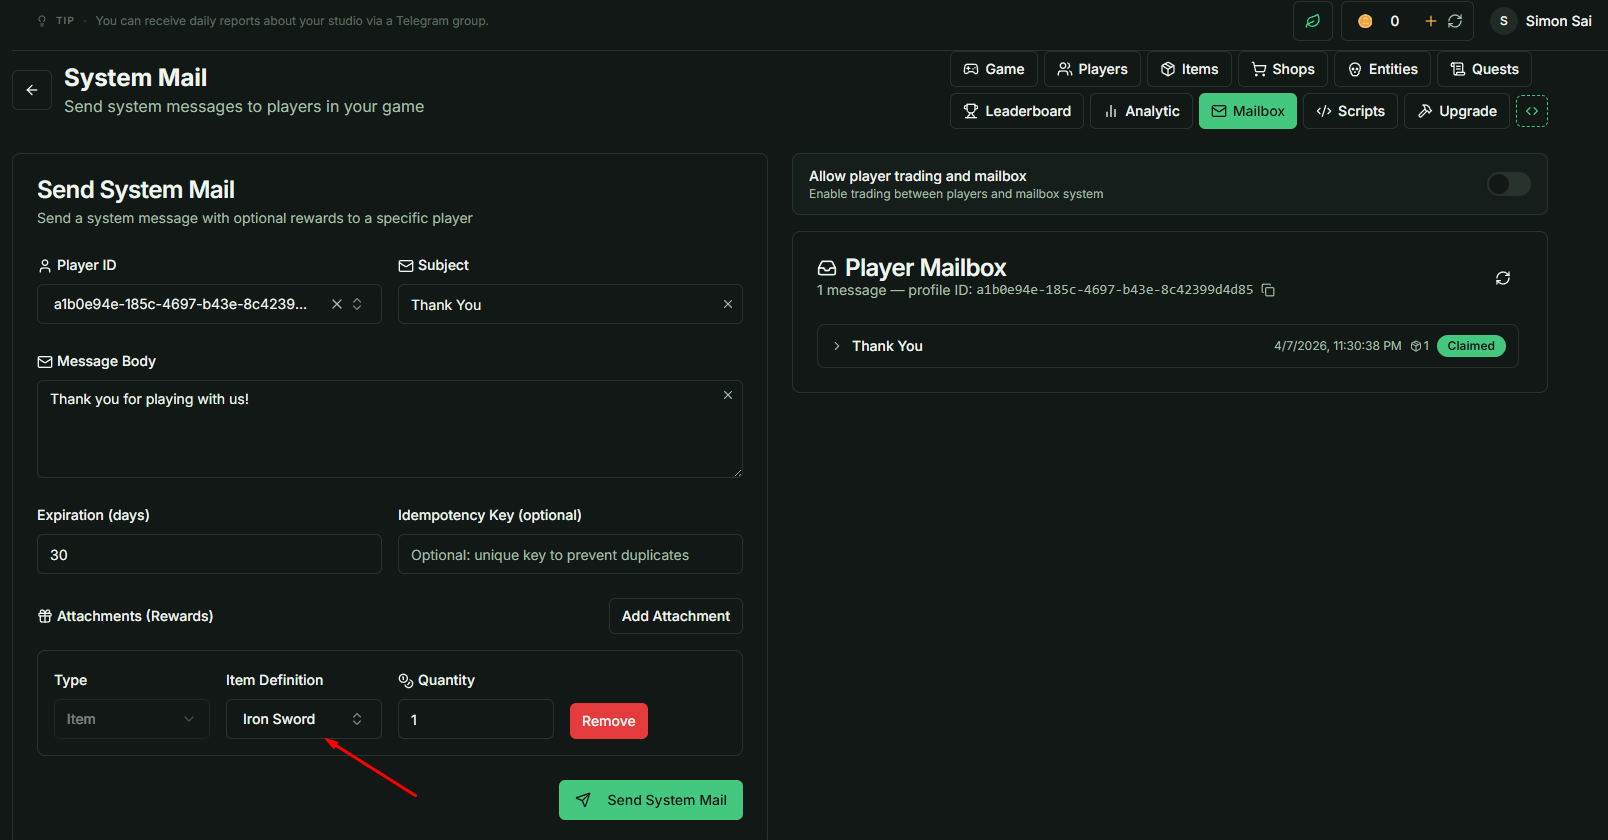 TIP · You can receive daily reports about your studio via a Telegram group.
0
S Simon Sai
System Mail
Send system messages to players in your game
Game Players Items Shops Entities Quests
Leaderboard Analytic Mailbox Scripts Upgrade
Send System Mail
Send a system message with optional rewards to a specific player
Player ID
Subject
a1b0e94e-185c-4697-b43e-8c4239...
Thank You
Message Body
Thank you for playing with us!
Expiration (days)
Idempotency Key (optional)
30
Optional: unique key to prevent duplicates
Attachments (Rewards)
Add Attachment
Type
Item Definition
Quantity
Item
Iron Sword
1
Remove
Send System Mail
Allow player trading and mailbox
Enable trading between players and mailbox system
Player Mailbox
1 message — profile ID: a1b0e94e-185c-4697-b43e-8c42399d4d85
Thank You
4/7/2026, 11:30:38 PM 1 Claimed